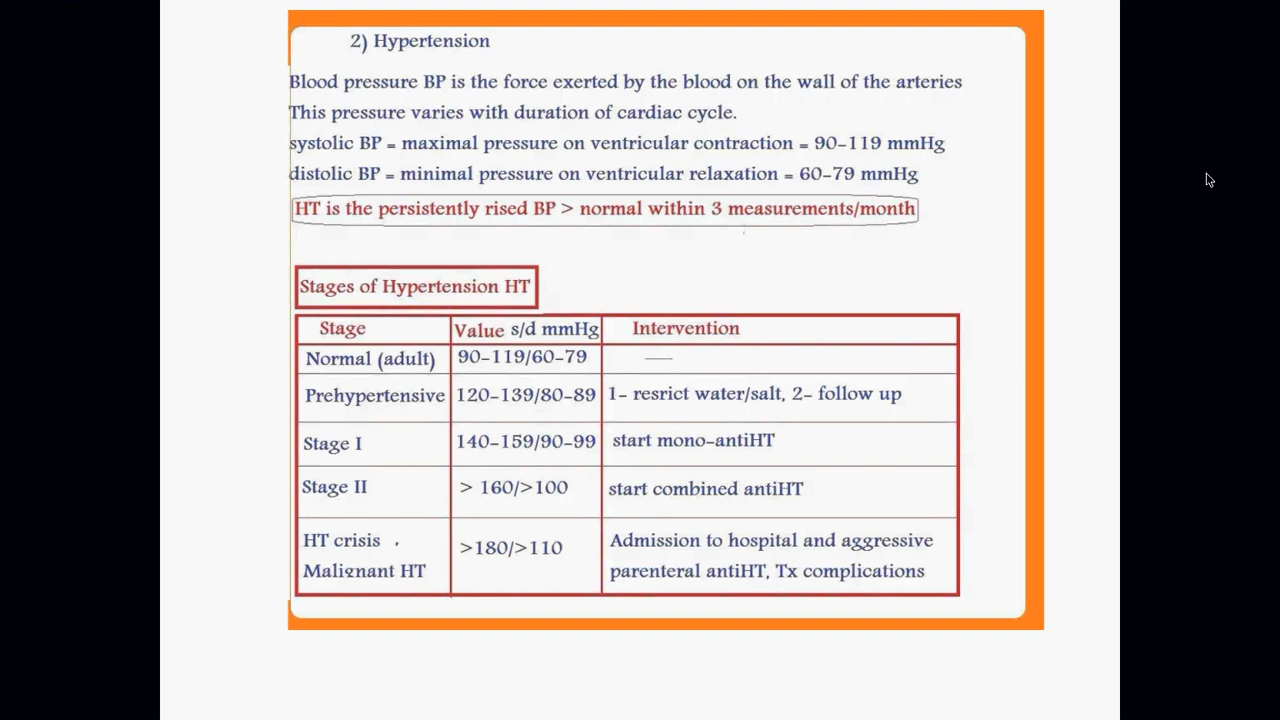 2) Hypertension
Blood pressure BP is the force exerted by the blood on the wall of the arteries
This pressure varies with duration of cardiac cycle.
systolic BP = maximal pressure on ventricular contraction = 90-119 mmHg
distolic BP = minimal pressure on ventricular relaxation = 60-79 mmHg
HT is the persistently rised BP > normal within 3 measurements/month
Stages of Hypertension HT
Stage Value s/d mmHg Intervention
Normal (adult) 90-119/60-79 —
Prehypertensive 120-139/80-89 1- resrict water/salt, 2- follow up
Stage I 140-159/90-99 start mono-antiHT
Stage II > 160/>100 start combined antiHT
HT crisis , >180/>110 Admission to hospital and aggressive
Malignant HT parenteral antiHT, Tx complications